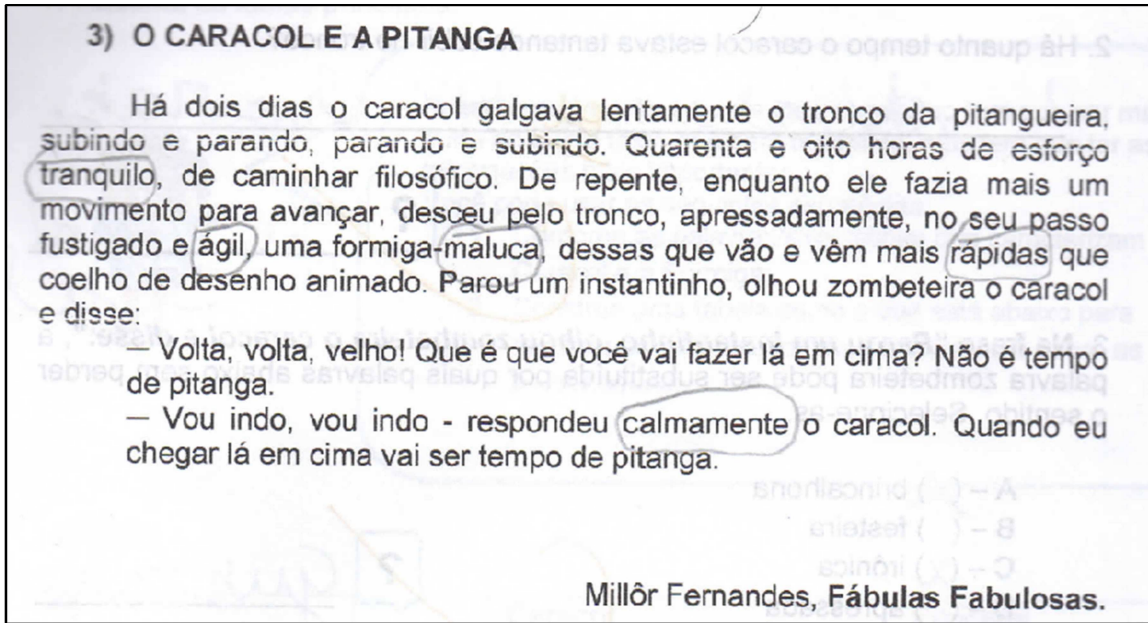 3) O CARACOL E A PITANGA
Há dois dias o caracol galgava lentamente o tronco da pitangueira,
subindo e parando, parando e subindo. Quarenta e oito horas de esforço
tranquilo, de caminhar filosófico. De repente, enquanto ele fazia mais um
movimento para avançar, desceu pelo tronco, apressadamente, no seu passo
fustigado e ágil, uma formiga maluca, dessas que vão e vêm mais rápidas que
coelho de desenho animado. Parou um instantinho, olhou zombeteira o caracol
e disse:
— Volta, volta, velho! Que é que você vai fazer lá em cima? Não é tempo
de pitanga.
— Vou indo, vou indo - respondeu calmamente o caracol. Quando eu
chegar lá em cima vai ser tempo de pitanga.
Millôr Fernandes, Fábulas Fabulosas.